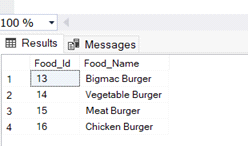 100 %
Results Messages
Food_Id Food_Name
1 13 Bigmac Burger
2 14 Vegetable Burger
3 15 Meat Burger
4 16 Chicken Burger